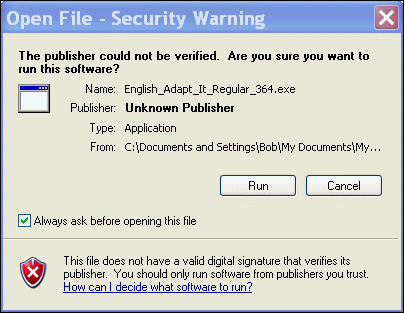 Open File - Security Warning
The publisher could not be verified. Are you sure you want to
run this software?
Name: English_Adapt_It_Regular_364.exe
Publisher: Unknown Publisher
Type: Application
From: C:\Documents and Settings\Bob\My Documents\My...
Run Cancel
Always ask before opening this file
This file does not have a valid digital signature that verifies its
publisher. You should only run software from publishers you trust.
How can I decide what software to run?